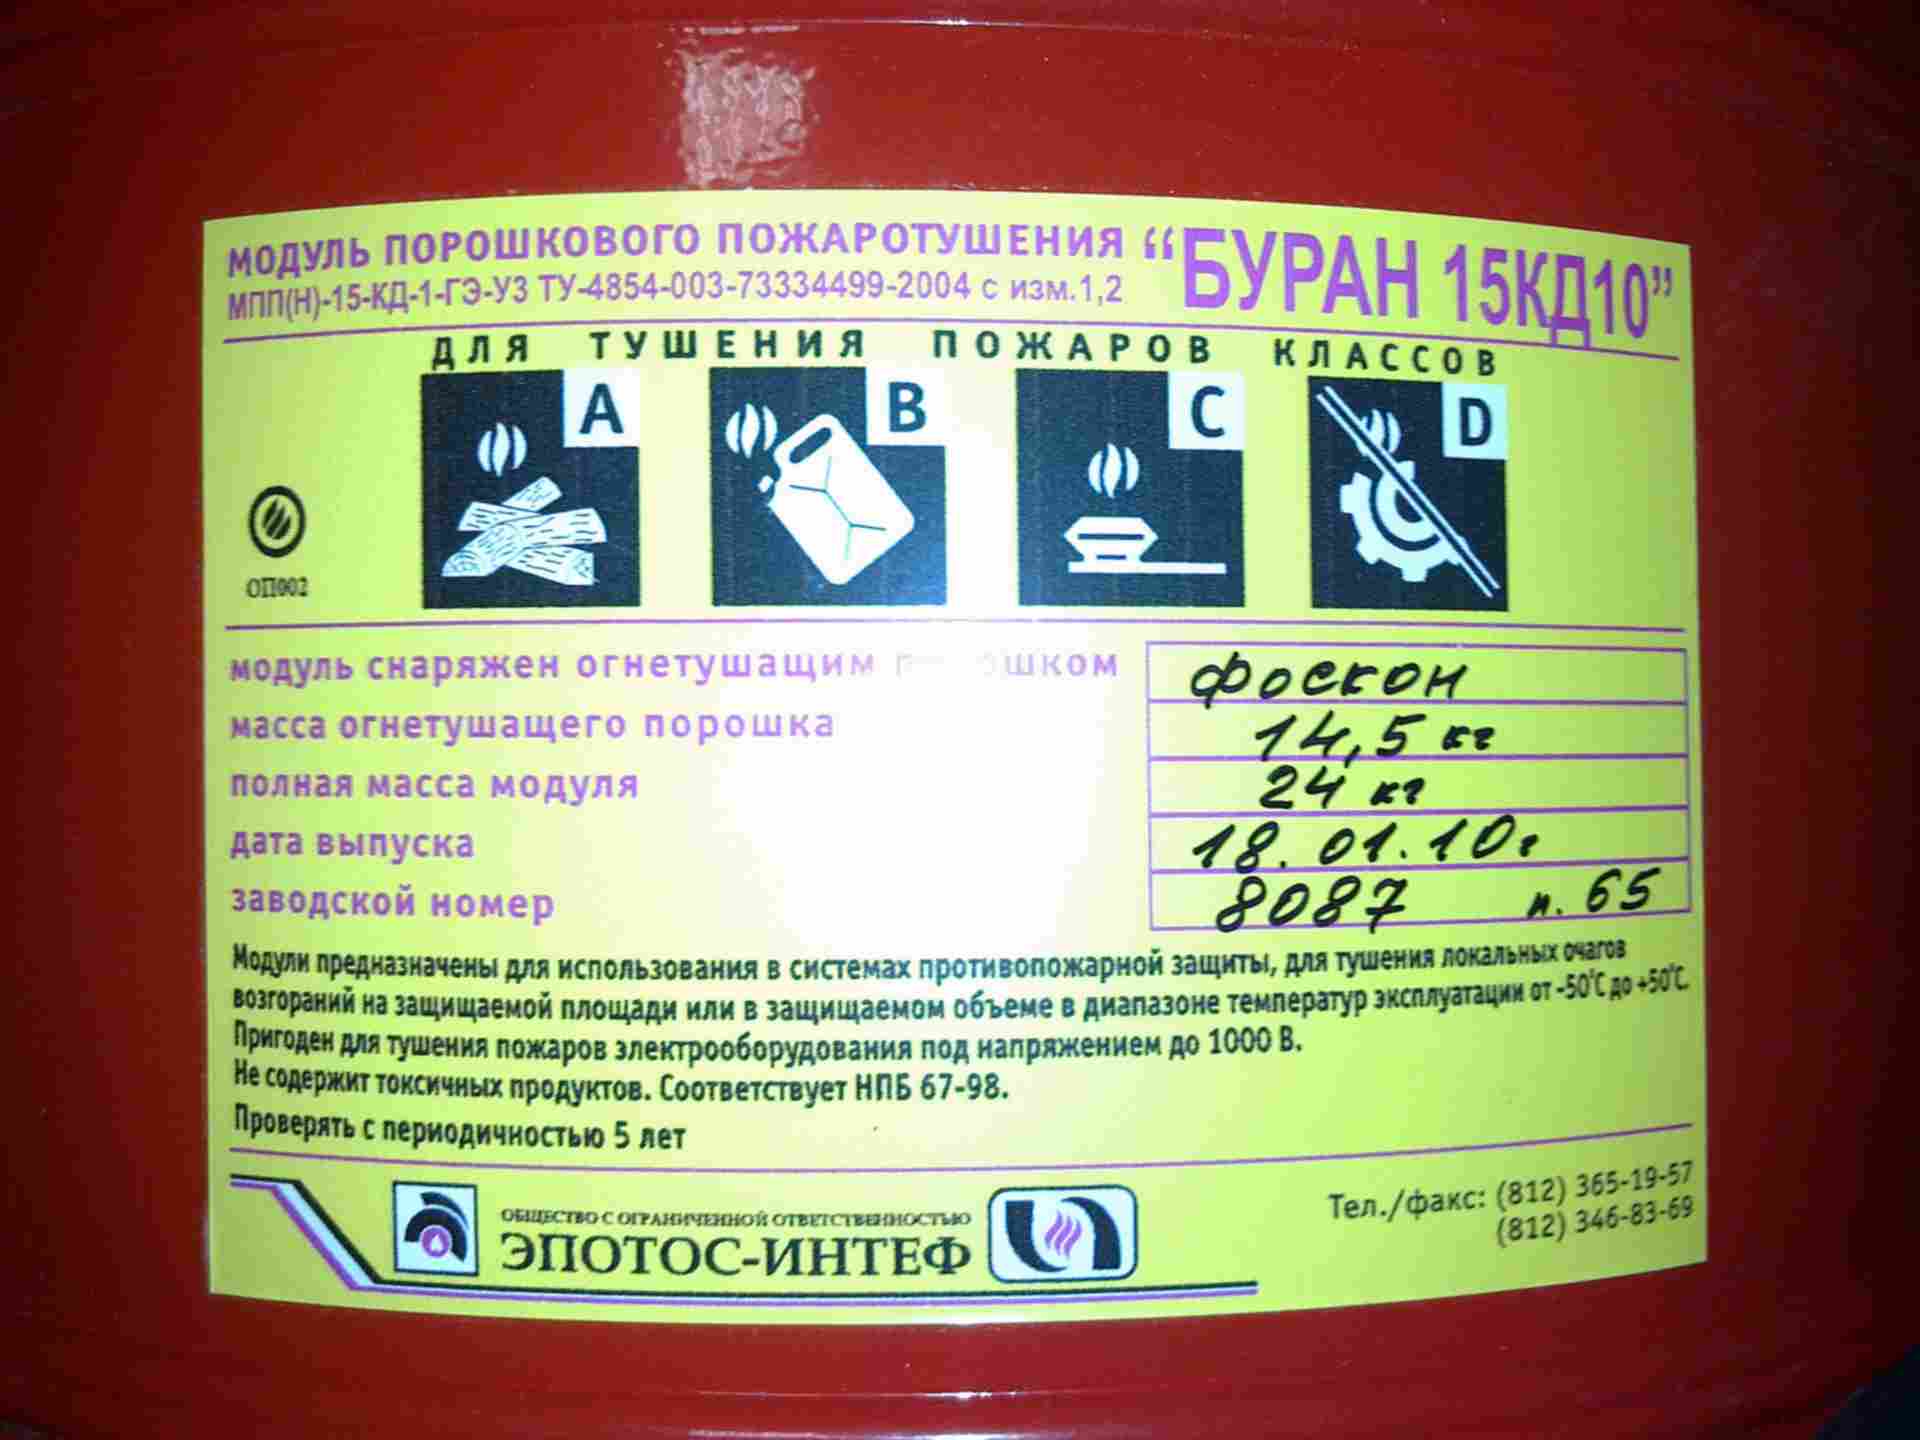 МОДУЛЬ ПОРОШКОВОГО ПОЖАРОТУШЕНИЯ “БУРАН 15КД10”
МПП(Н)-15-КД-1-ГЭ-У3 ТУ-4854-003-73334499-2004 с изм.1,2
ДЛЯ ТУШЕНИЯ ПОЖАРОВ КЛАССОВ
A B C D
ОП002
модуль снаряжен огнетушащим порошком фоскон
масса огнетушащего порошка 14,5 кг
полная масса модуля 24 кг
дата выпуска 18.01.10г
заводской номер 8087 п. 65
Модули предназначены для использования в системах противопожарной защиты, для тушения локальных очагов
возгораний на защищаемой площади или в защищаемом объеме в диапазоне температур эксплуатации от -50°С до +50°С.
Пригоден для тушения пожаров злектрооборудования под напряжением до 1000 В.
Не содержит токсичных продуктов. Соответствует НПБ 67-98.
Проверять с периодичностью 5 лет
ОБЩЕСТВО С ОГРАНИЧЕННОЙ ОТВЕТСТВЕННОСТЬЮ
ЭПОТОС-ИНТЕФ
Тел./факс: (812) 365-19-57
(812) 346-83-69